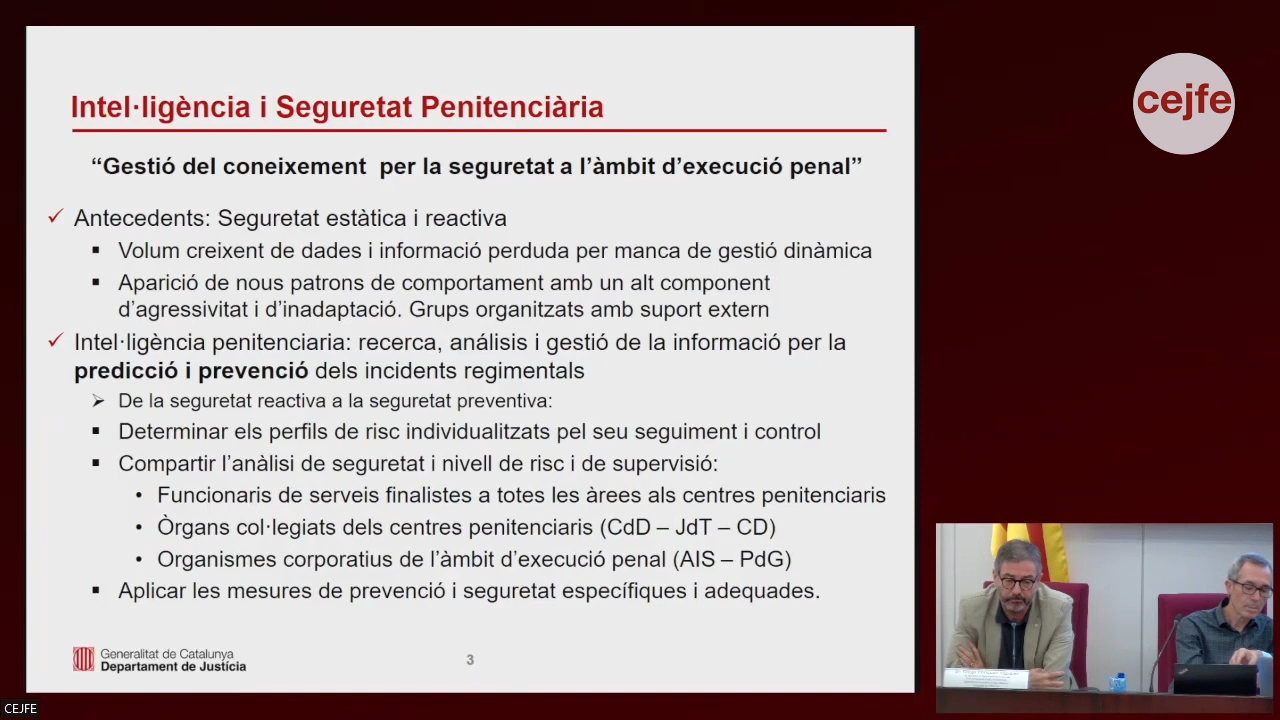 cejfe
Intel·ligència i Seguretat Penitenciària
“Gestió del coneixement per la seguretat a l’àmbit d’execució penal”
Antecedents: Seguretat estàtica i reactiva
Volum creixent de dades i informació perduda per manca de gestió dinàmica
Aparició de nous patrons de comportament amb un alt component
d’agressivitat i d’inadaptació. Grups organitzats amb suport extern
Intel·ligència penitenciaria: recerca, análisis i gestió de la informació per la
predicció i prevenció dels incidents regimentals
De la seguretat reactiva a la seguretat preventiva:
Determinar els perfils de risc individualitzats pel seu seguiment i control
Compartir l’anàlisi de seguretat i nivell de risc i de supervisió:
Funcionaris de serveis finalistes a totes les àrees als centres penitenciaris
Òrgans col·legiats dels centres penitenciaris (CdD – JdT – CD)
Organismes corporatius de l’àmbit d’execució penal (AIS – PdG)
Aplicar les mesures de prevenció i seguretat específiques i adequades.
Generalitat de Catalunya
Departament de Justícia
3
CEJFE